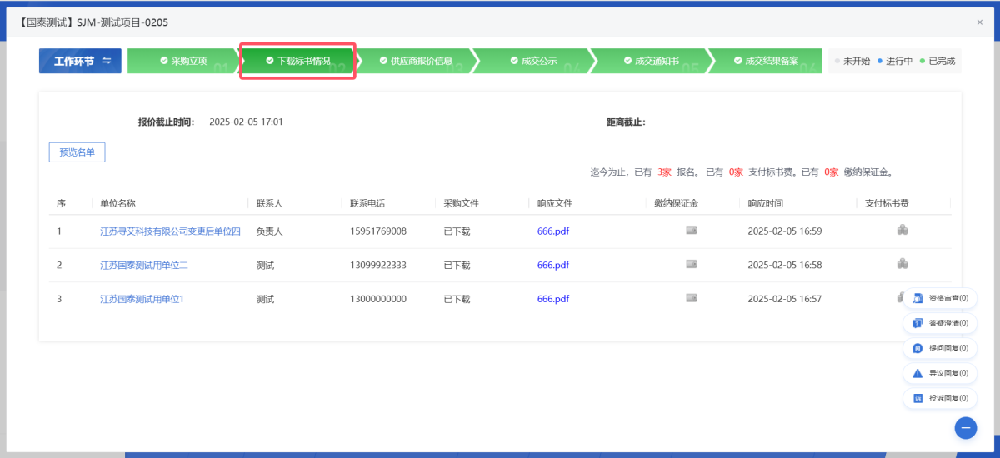 【国泰测试】SJM-测试项目-0205
×
工作环节
采购立项 01
下载标书情况 02
供应商报价信息 03
成交公示 04
成交通知书 05
成交结果备案 06
未开始 进行中 已完成
报价截止时间： 2025-02-05 17:01 距离截止：
预览名单
迄今为止，已有 3家 报名。 已有 0家 支付标书费。已有 0家 缴纳保证金。
序 单位名称 联系人 联系电话 采购文件 响应文件 缴纳保证金 响应时间 支付标书费
1 江苏寻艾科技有限公司变更后单位四 负责人 15951769008 已下载 666.pdf 2025-02-05 16:59
2 江苏国泰测试用单位二 测试 13099922333 已下载 666.pdf 2025-02-05 16:58
3 江苏国泰测试用单位1 测试 13000000000 已下载 666.pdf 2025-02-05 16:57
资格审查(0)
答疑澄清(0)
提问回复(0)
异议回复(0)
投诉回复(0)